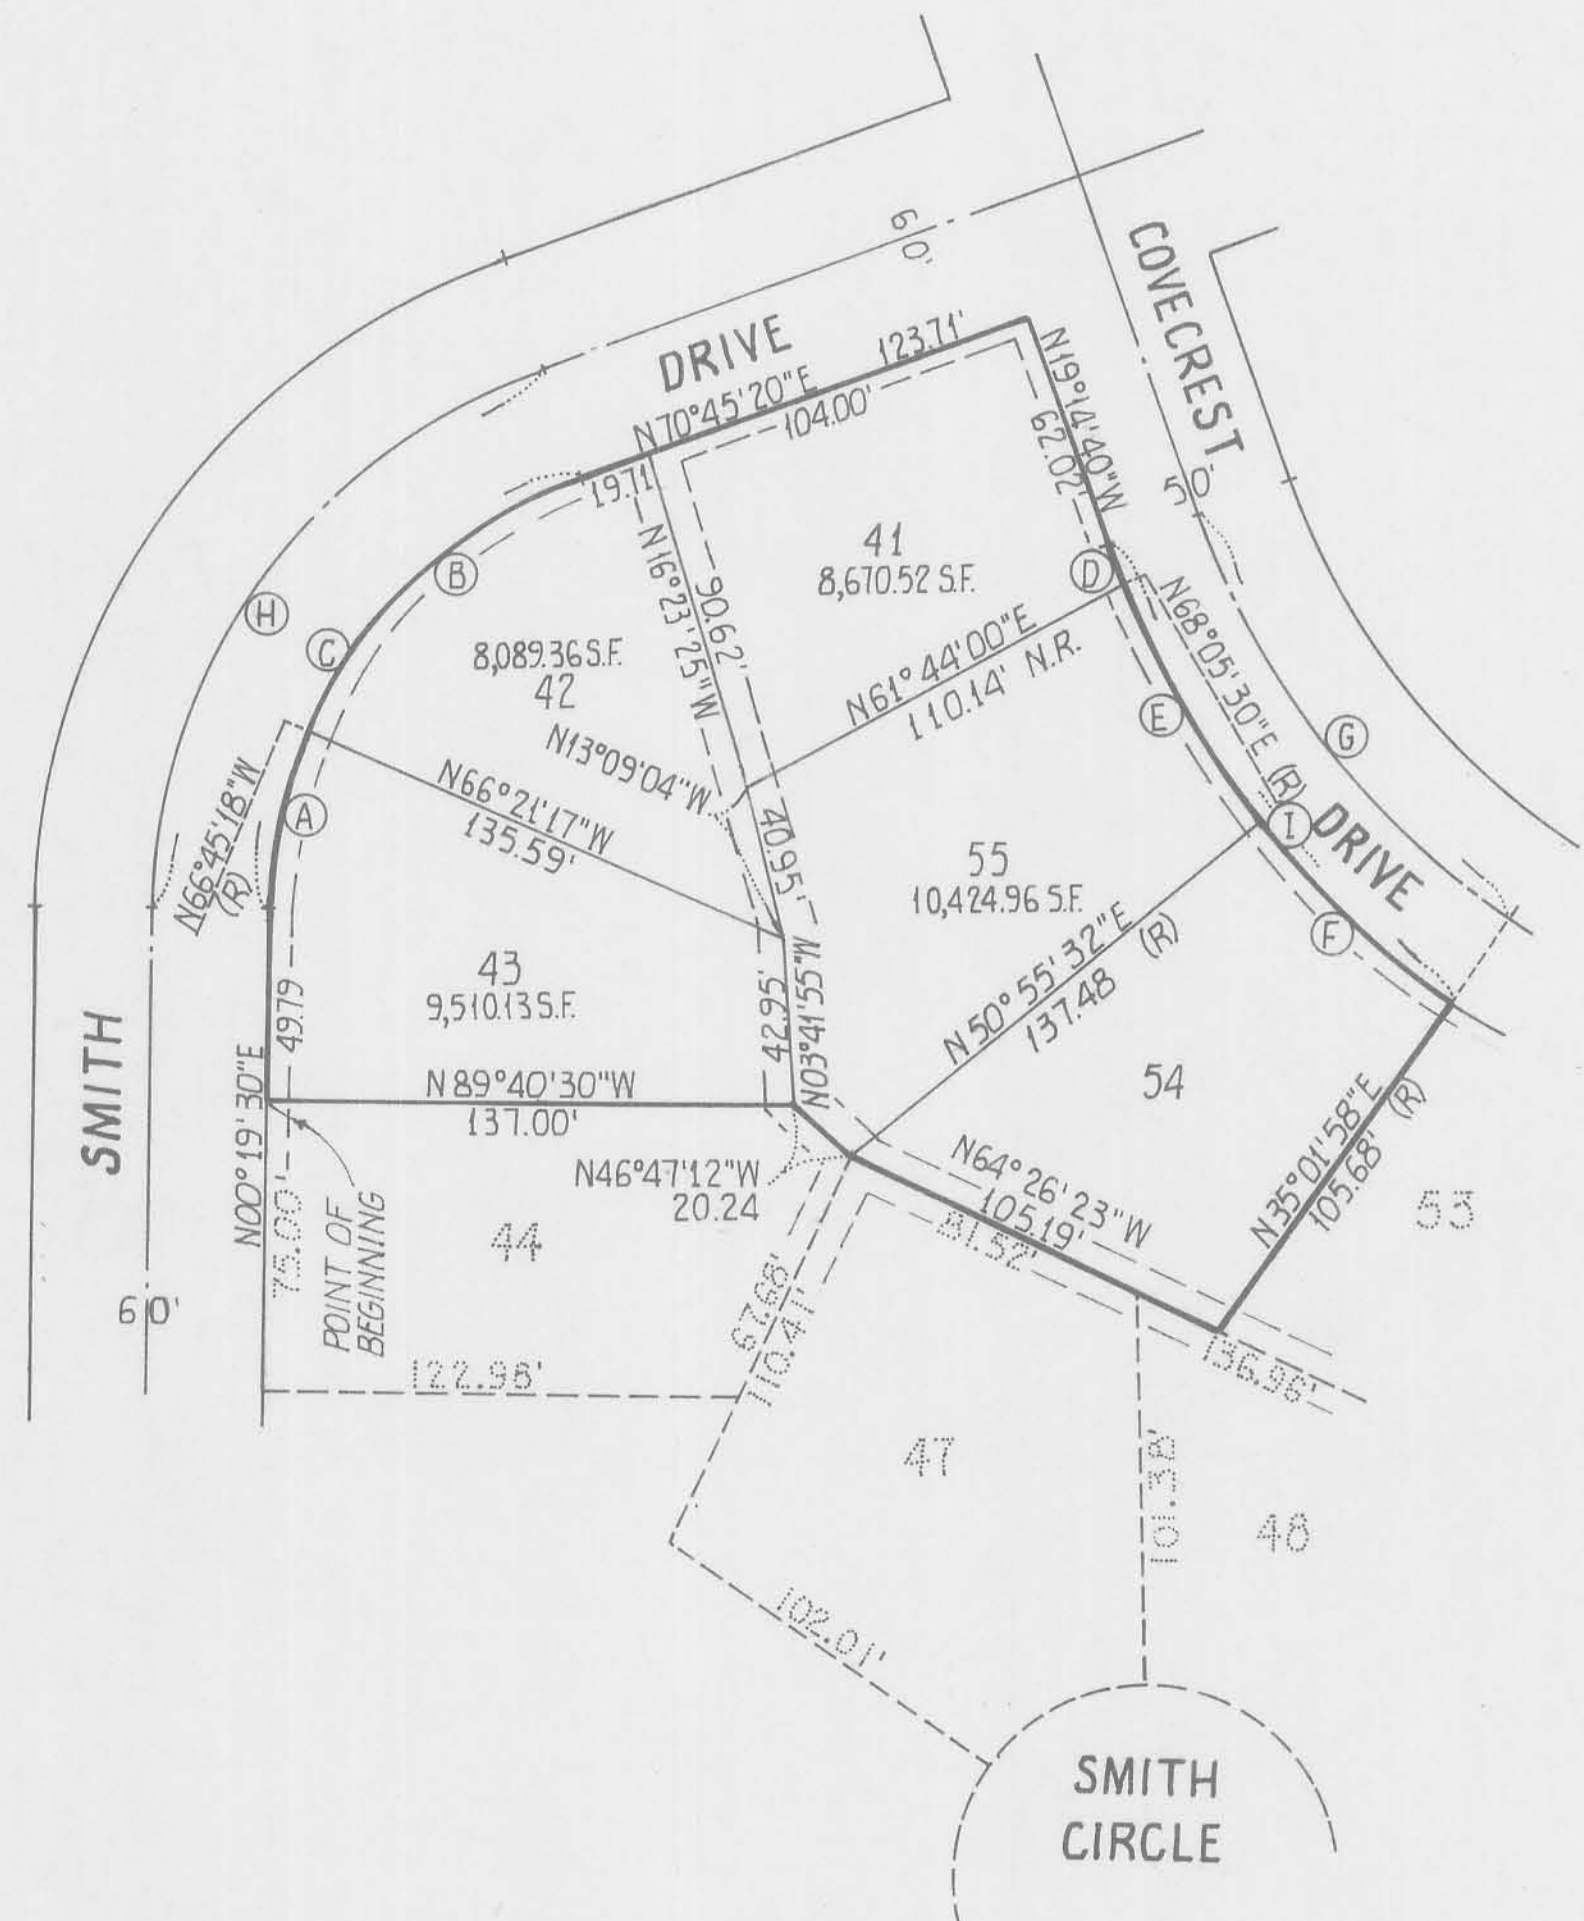 60'
COVECREST
DRIVE
123.71'
N70°45'20"E
104.00'
N19°14'40"W
62.02'
50'
19.71
N16°23'25"W
90.62'
41
8,670.52 S.F.
D
B
H
C
8,089.36 S.F.
42
N61°44'00"E
110.14' N.R.
N68°05'30"E (R)
E
G
N13°09'04"W
N66°21'17"W
135.59'
A
N66°45'18"W
(R)
40.95'
55
10,424.96 S.F.
I
DRIVE
F
N50°55'32"E (R)
137.48
43
9,510.13 S.F.
49.79
42.95'
N03°41'55"W
SMITH
N00°19'30"E
N89°40'30"W
137.00'
54
N46°47'12"W
20.24
N64°26'23"W
105.19'
81.52'
N35°01'58"E (R)
105.68'
53
44
75.00'
POINT OF
BEGINNING
60'
67.68'
110.41'
122.98'
136.96'
47
101.38'
48
102.01'
SMITH
CIRCLE